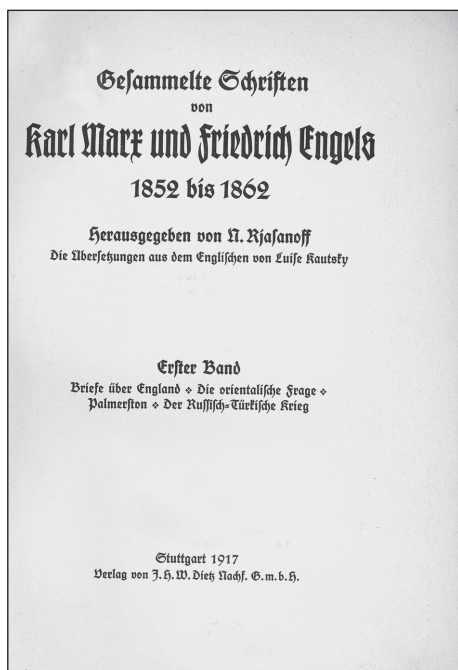 Gesammelte Schriften
von
Karl Marx und Friedrich Engels
1852 bis 1862
Herausgegeben von N. Rjasanoff
Die Übersetzungen aus dem Englischen von Luise Kautsky
Erster Band
Briefe über England ❖ Die orientalische Frage ❖
Palmerston ❖ Der Russisch-Türkische Krieg
Stuttgart 1917
Verlag von J. H. W. Dietz Nachf. G. m. b. H.